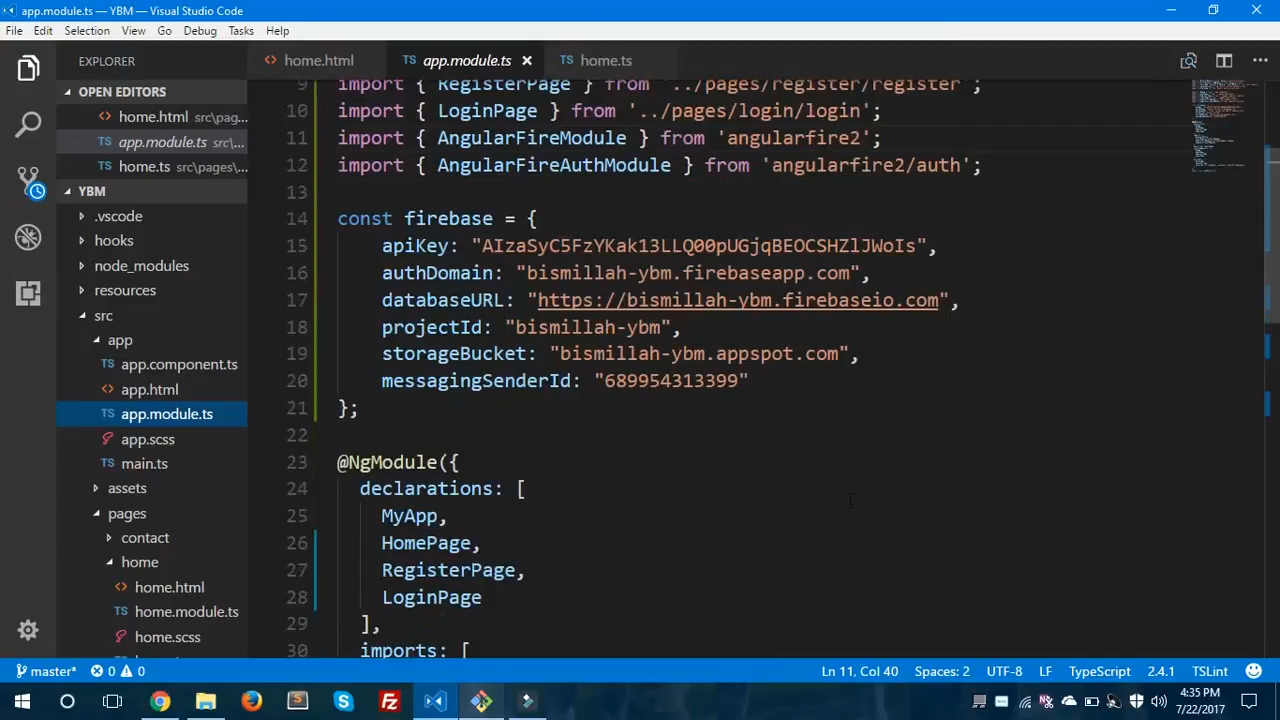 app.module.ts — YBM — Visual Studio Code
File Edit Selection View Go Debug Tasks Help
EXPLORER
OPEN EDITORS
home.html src\pag...
app.module.ts src\...
home.ts src\pages\...
YBM
.vscode
hooks
node_modules
resources
src
app
app.component.ts
app.html
TS app.module.ts
app.scss
TS main.ts
assets
pages
contact
home
home.html
TS home.module.ts
home.scss
home.html
TS app.module.ts
TS home.ts
9 import { RegisterPage } from '../pages/register/register';
10 import { LoginPage } from '../pages/login/login';
11 import { AngularFireModule } from 'angularfire2';
12 import { AngularFireAuthModule } from 'angularfire2/auth';
13
14 const firebase = {
15 apiKey: "AIzaSyC5FzYKak13LLQ00pUGjqBEOCSHZlJWoIs",
16 authDomain: "bismillah-ybm.firebaseapp.com",
17 databaseURL: "https://bismillah-ybm.firebaseio.com",
18 projectId: "bismillah-ybm",
19 storageBucket: "bismillah-ybm.appspot.com",
20 messagingSenderId: "689954313399"
21 };
22
23 @NgModule({
24 declarations: [
25 MyApp,
26 HomePage,
27 RegisterPage,
28 LoginPage
29 ],
30 imports: [
master* 0 0
Ln 11, Col 40 Spaces: 2 UTF-8 LF TypeScript 2.4.1 TSLint
4:35 PM
7/22/2017